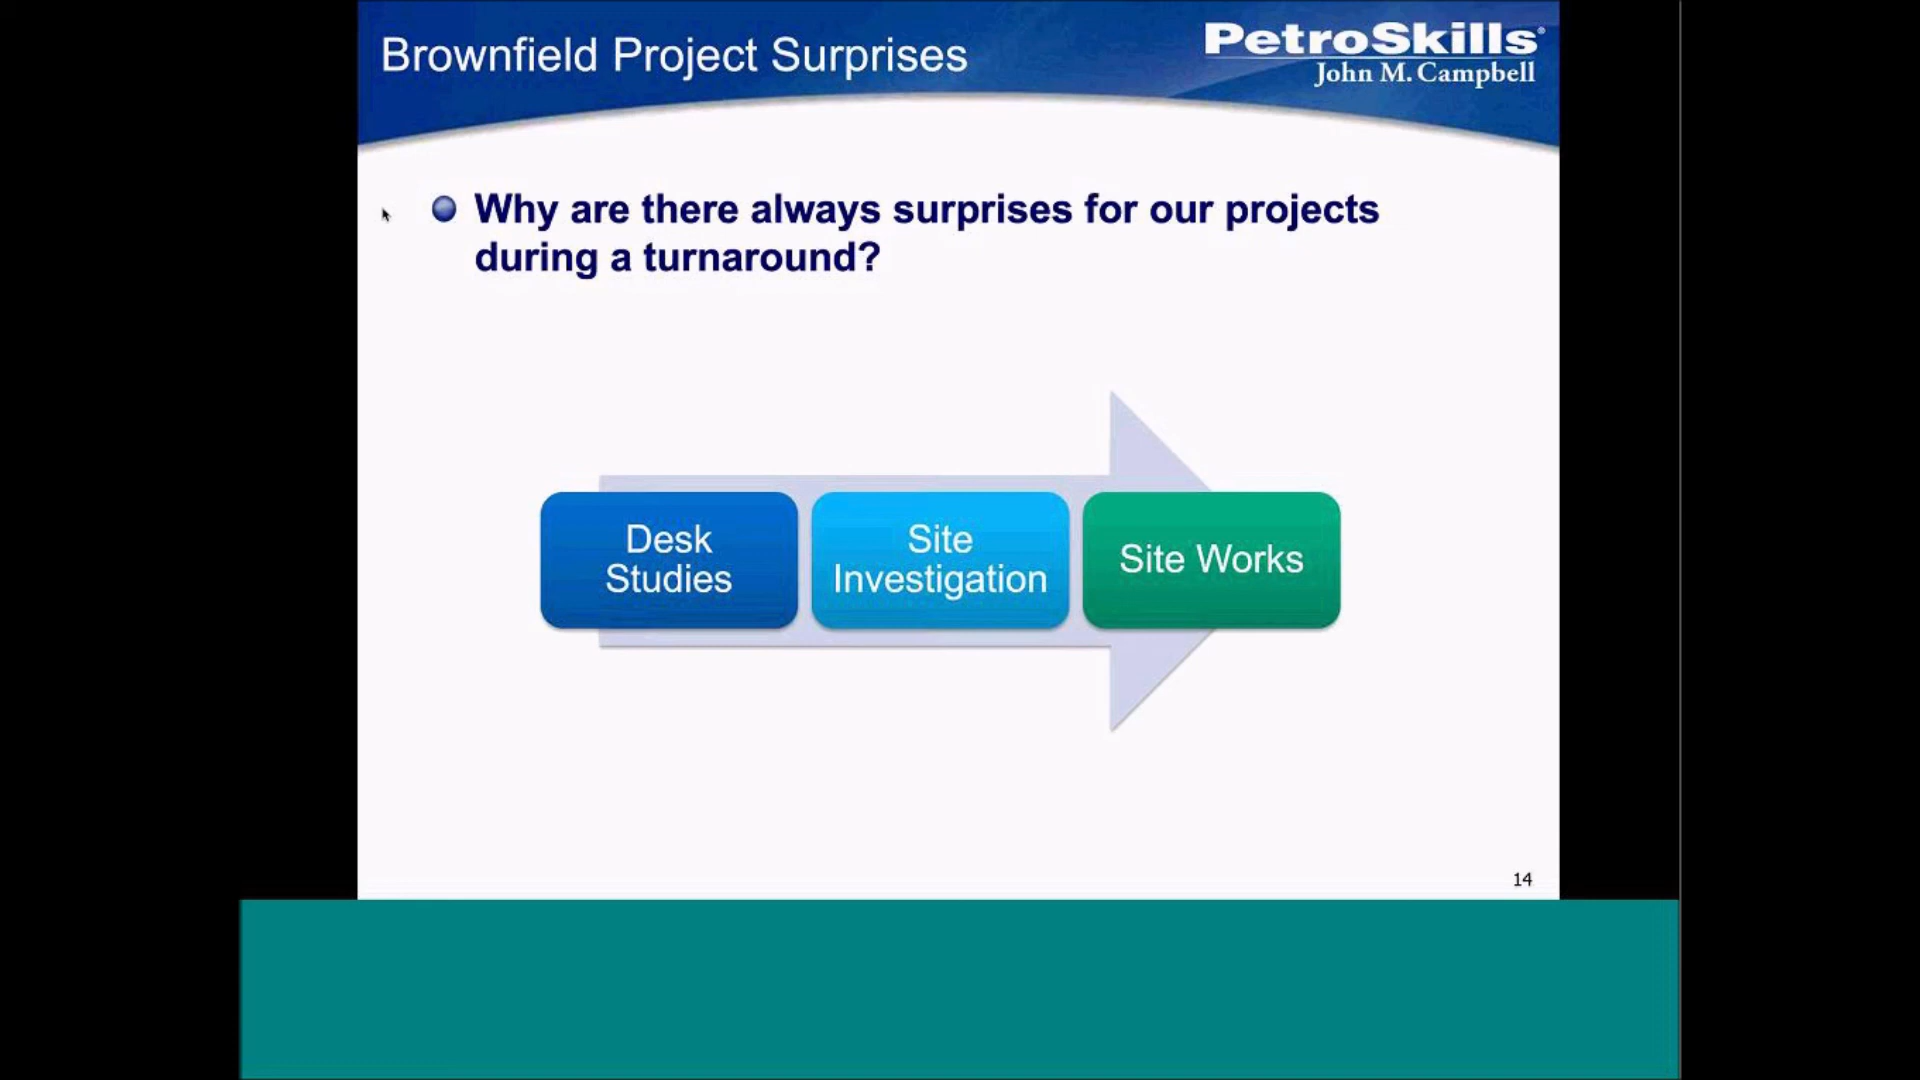 Brownfield Project Surprises
PetroSkills®
John M. Campbell
Why are there always surprises for our projects
during a turnaround?
Desk
Studies
Site
Investigation
Site Works
14